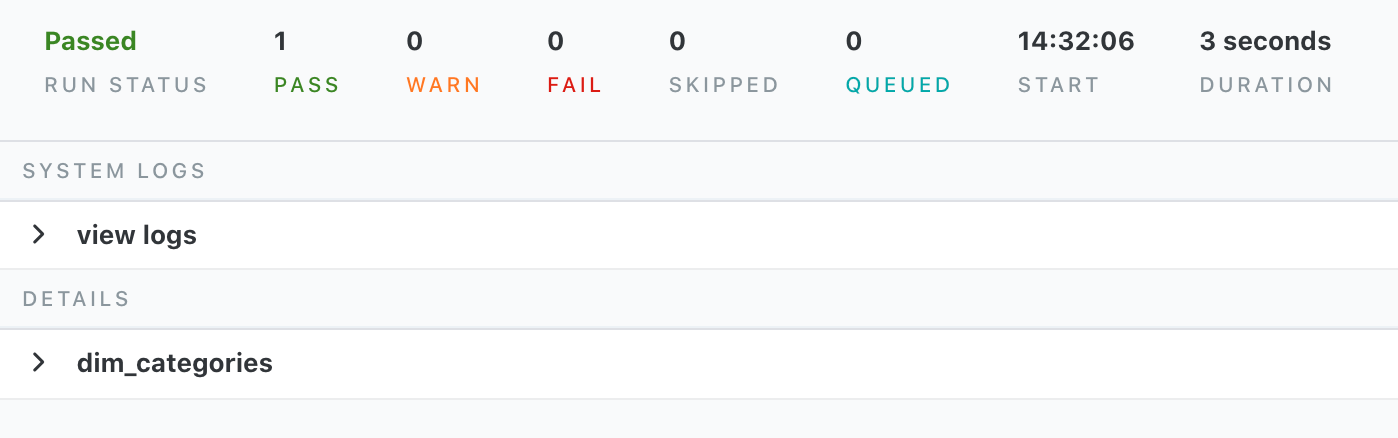 Passed 1 0 0 0 0 14:32:06 3 seconds
RUN STATUS PASS WARN FAIL SKIPPED QUEUED START DURATION
SYSTEM LOGS
view logs
DETAILS
dim_categories